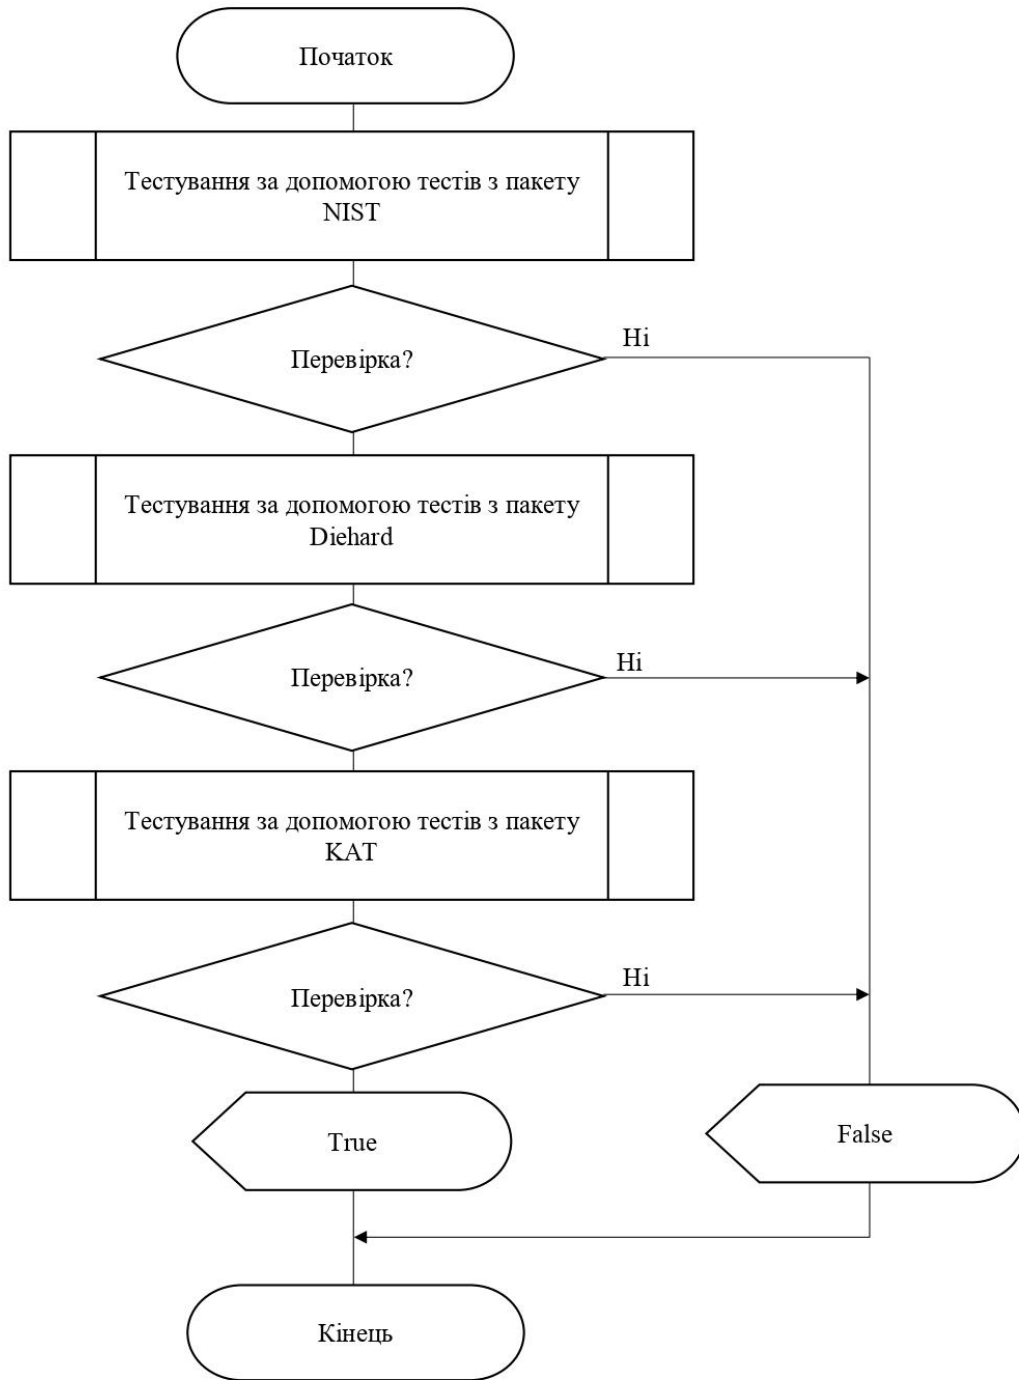 Початок
Тестування за допомогою тестів з пакету
NIST
Ні
Перевірка?
Тестування за допомогою тестів з пакету
Diehard
Ні
Перевірка?
Тестування за допомогою тестів з пакету
KAT
Ні
Перевірка?
True
False
Кінець